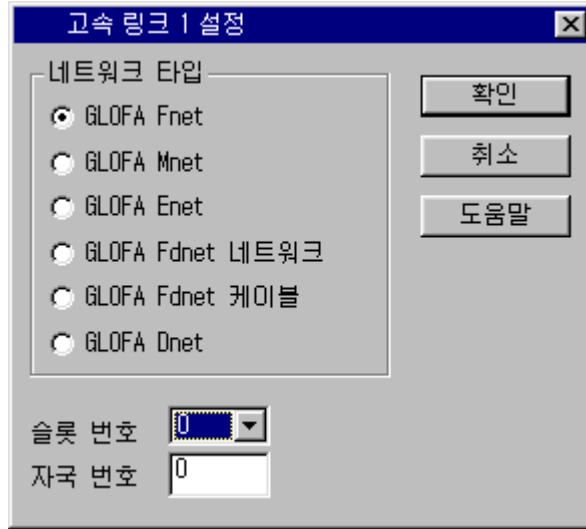 고속 링크 1 설정
네트워크 타입
GLOFA Fnet
GLOFA Mnet
GLOFA Enet
GLOFA Fdnet 네트워크
GLOFA Fdnet 케이블
GLOFA Dnet
확인
취소
도움말
슬롯 번호 0
자국 번호 0